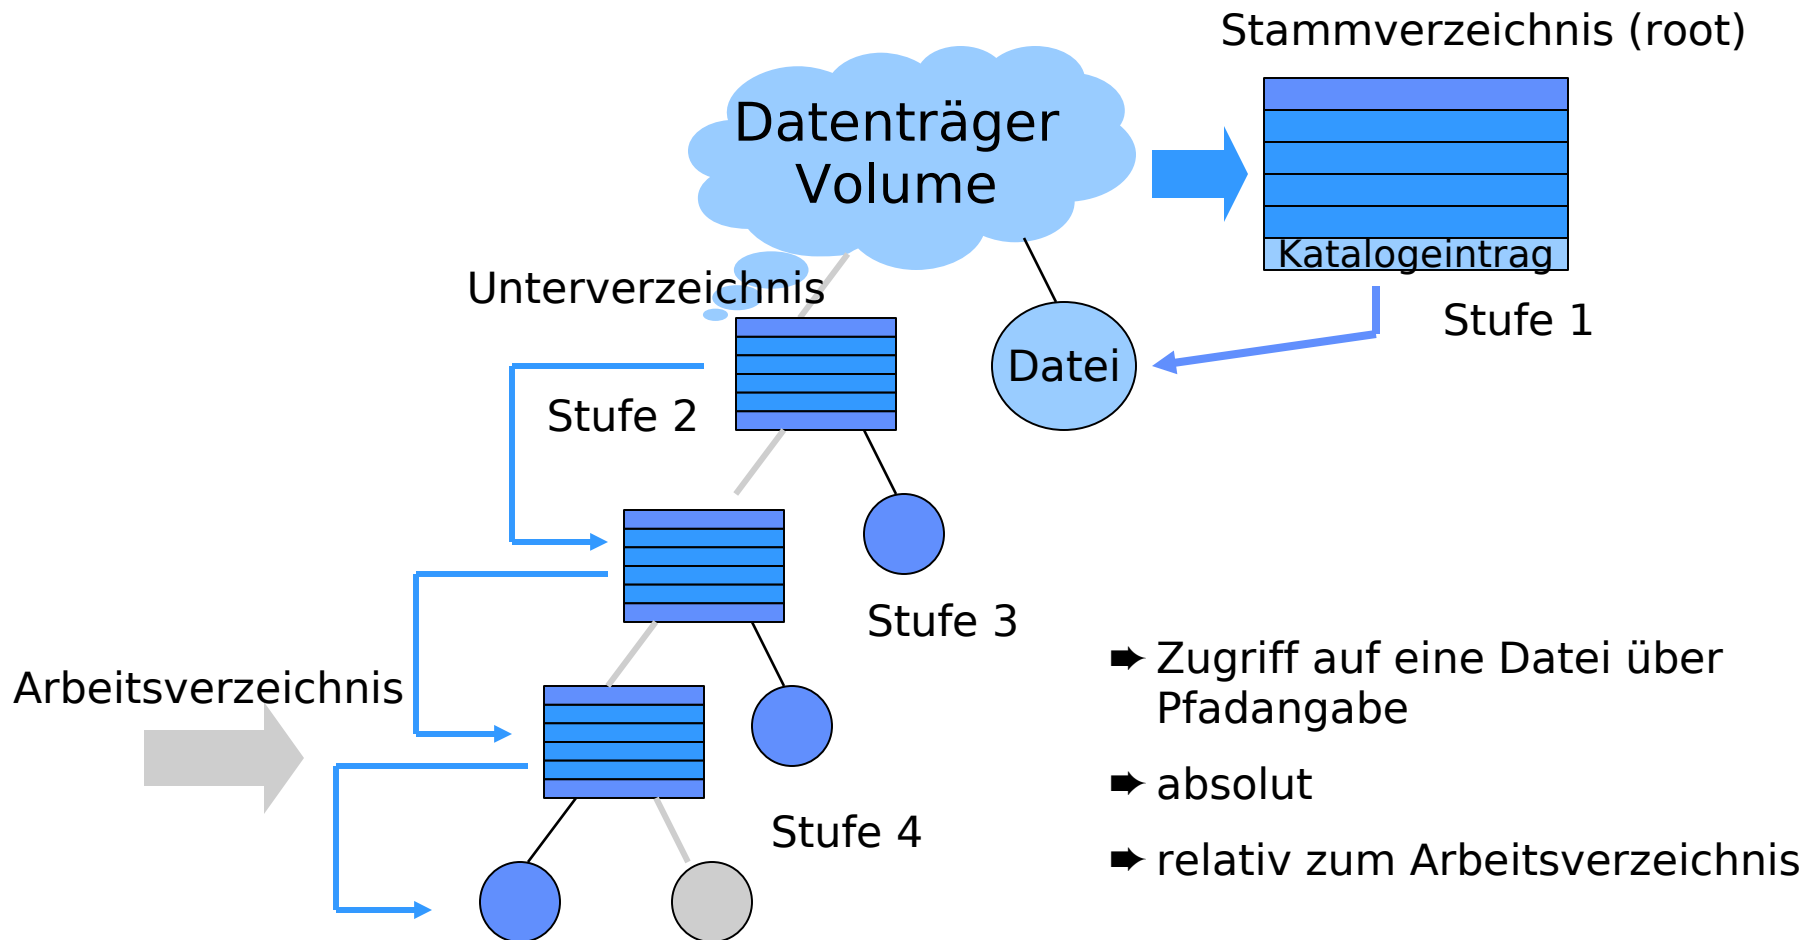 Stammverzeichnis (root)
Datenträger
Volume
Katalogeintrag
Unterverzeichnis
Stufe 1
Datei
Stufe 2
Stufe 3
Arbeitsverzeichnis
Stufe 4
Zugriff auf eine Datei über
Pfadangabe
absolut
relativ zum Arbeitsverzeichnis